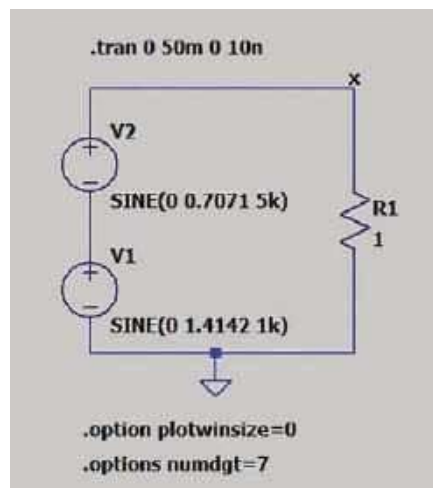 .tran 0 50m 0 10n
x
V2
SINE(0 0.7071 5k)
R1
1
V1
SINE(0 1.4142 1k)
.option plotwinsize=0
.options numdgt=7